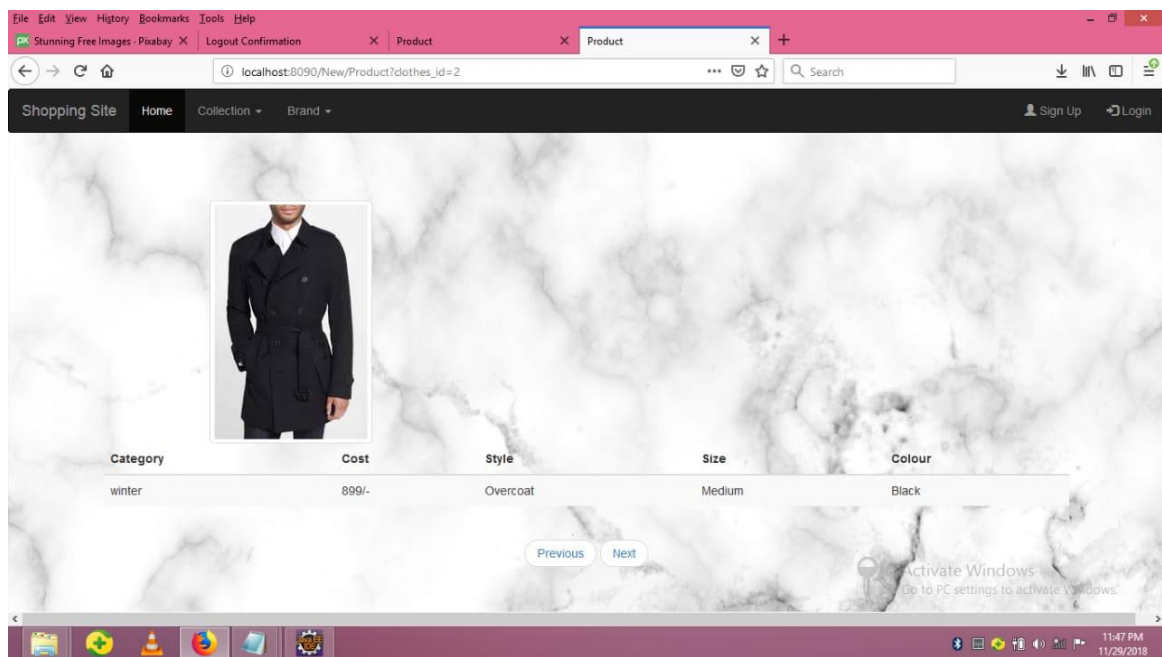 File Edit View History Bookmarks Tools Help
px Stunning Free Images - Pixabay Logout Confirmation Product Product
localhost:8090/New/Product?clothes_id=2 Search
Shopping Site Home Collection Brand Sign Up Login
Category Cost Style Size Colour
winter 899/- Overcoat Medium Black
Previous Next
Activate Windows
Go to PC settings to activate Windows.
11:47 PM
11/29/2018